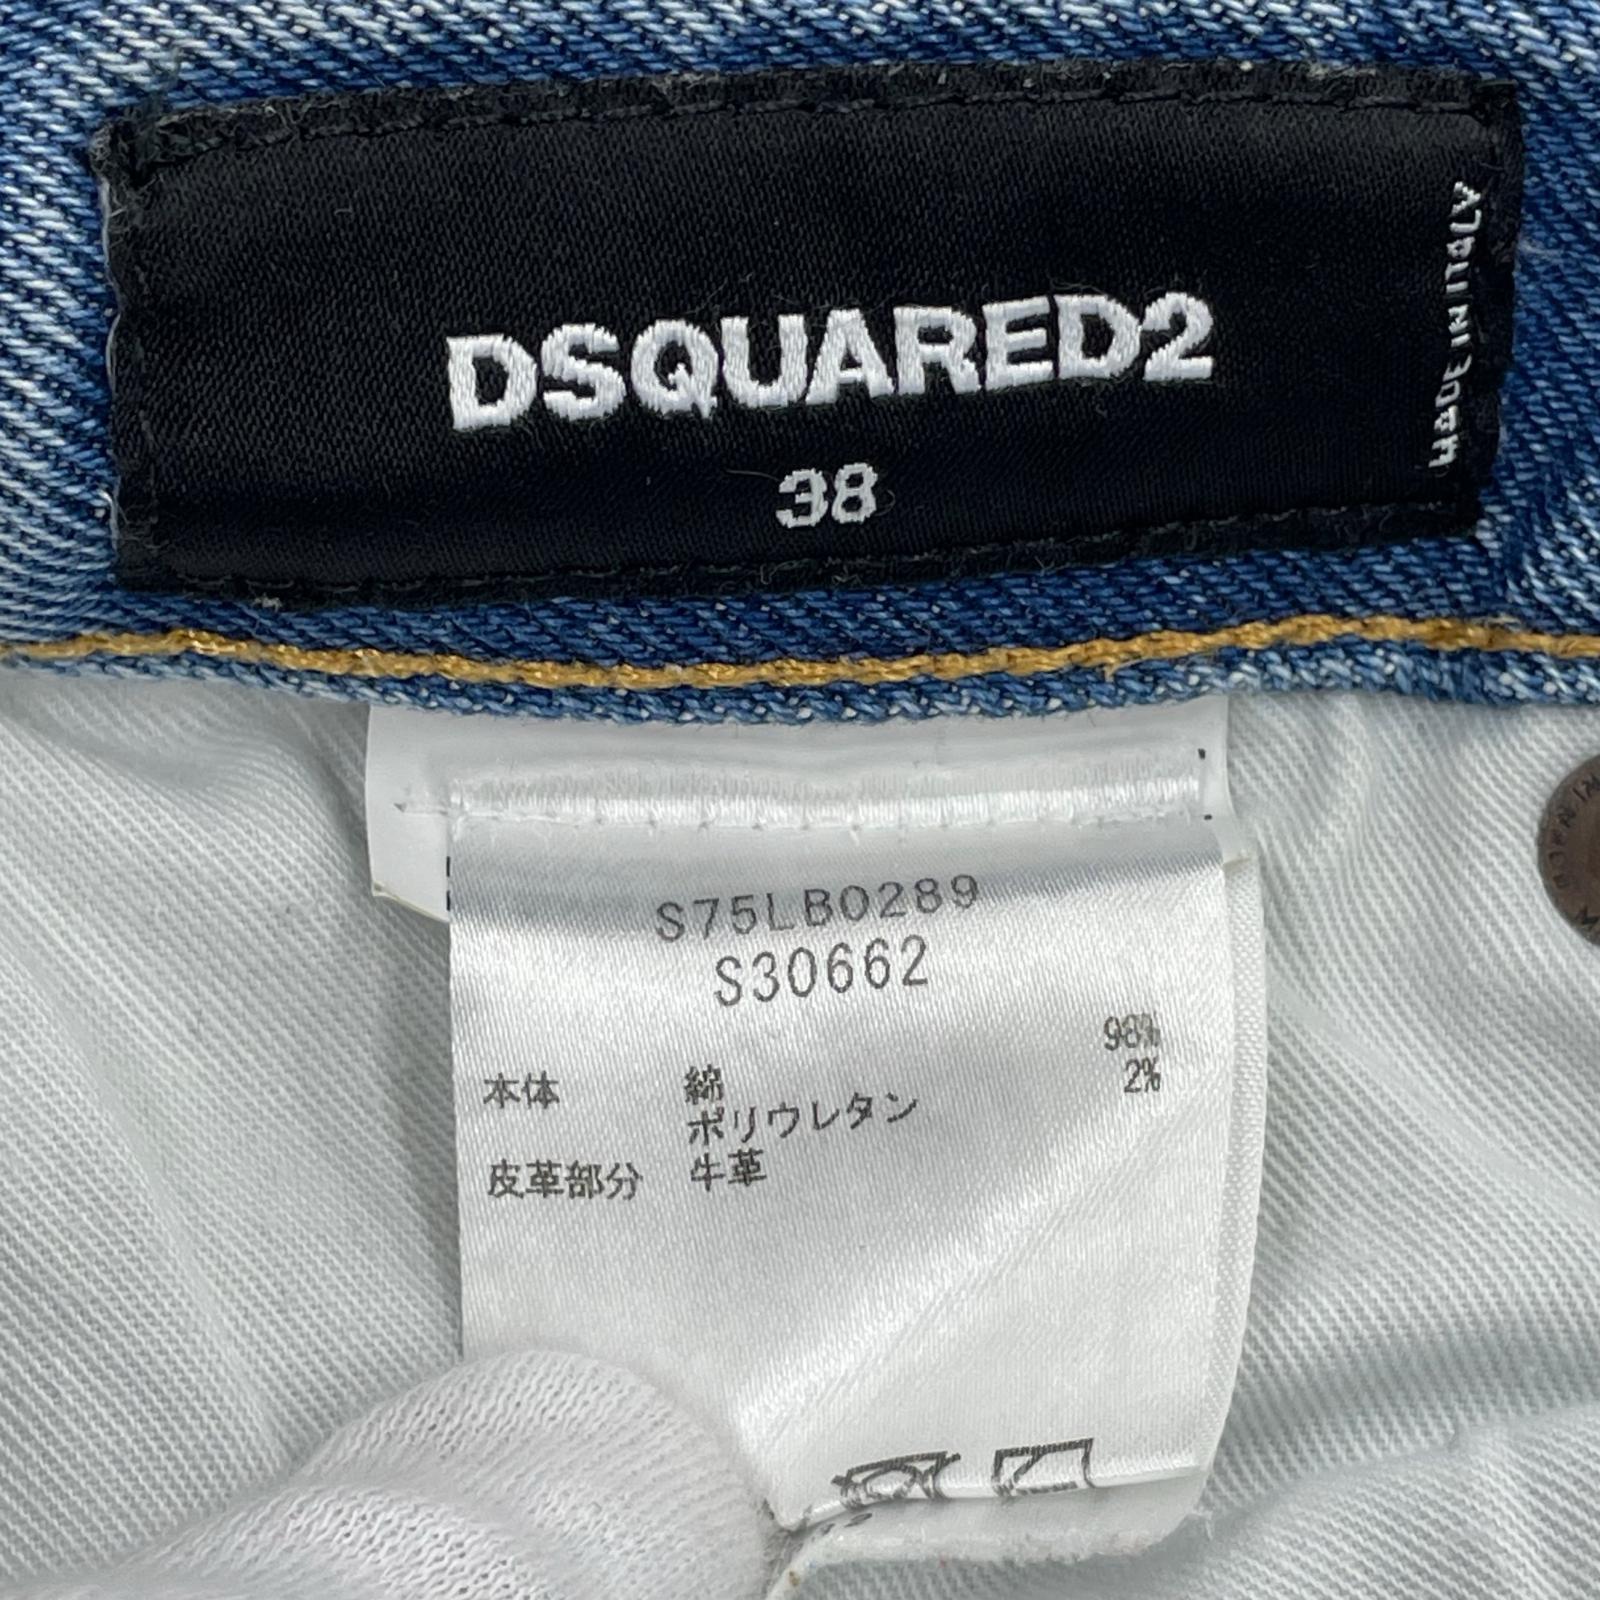 DSQUARED2
38
MADE IN ITALY
S75LB0289
S30662
98%
本体 綿 2%
ポリウレタン
皮革部分 牛革